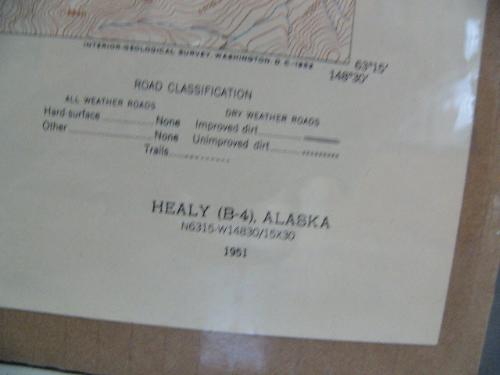 INTERIOR-GEOLOGICAL SURVEY, WASHINGTON D C-1952
63°15'
148°30'
ROAD CLASSIFICATION
ALL WEATHER ROADS DRY WEATHER ROADS
Hard-surface None Improved dirt
Other None Unimproved dirt
Trails
HEALY (B-4), ALASKA
N6315-W14830/15X30
1951